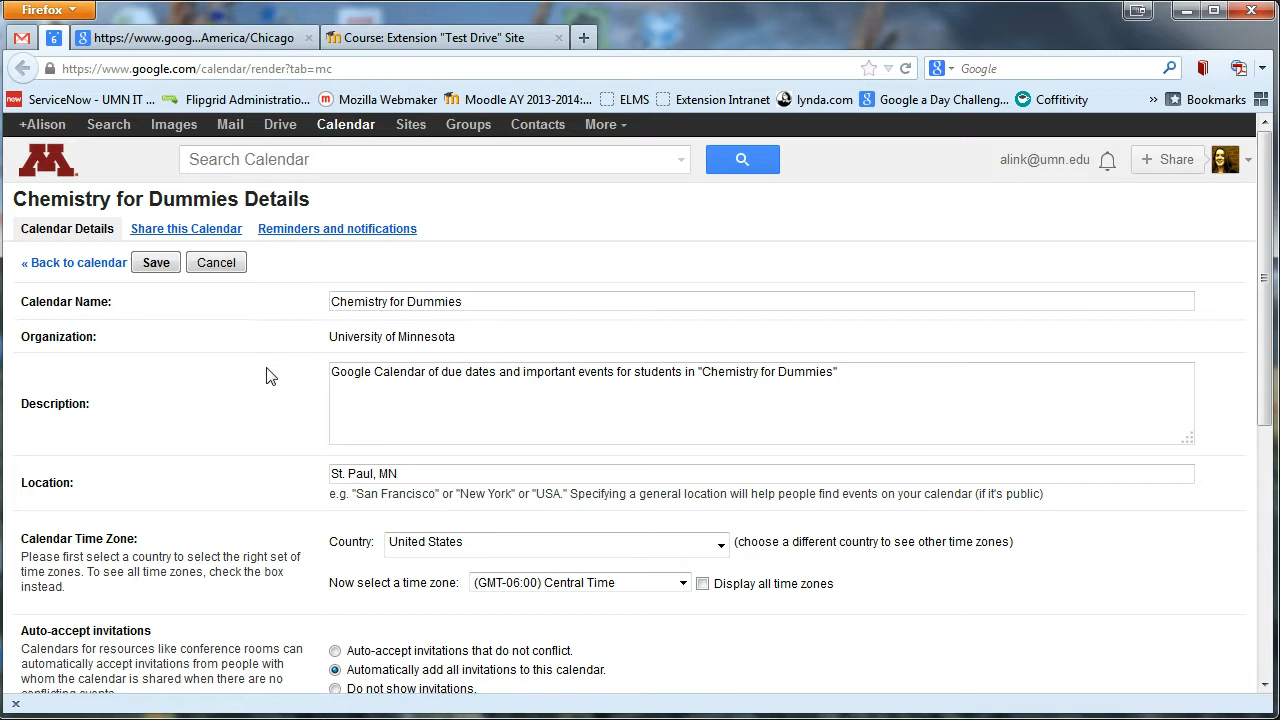 Firefox
https://www.goog...America/Chicago
Course: Extension "Test Drive" Site
https://www.google.com/calendar/render?tab=mc
Google
ServiceNow - UMN IT ...
Flipgrid Administratio...
Mozilla Webmaker
Moodle AY 2013-2014:...
ELMS
Extension Intranet
lynda.com
Google a Day Challeng...
Coffitivity
»
Bookmarks
+Alison Search Images Mail Drive Calendar Sites Groups Contacts More
M
Search Calendar
alink@umn.edu
+ Share
Chemistry for Dummies Details
Calendar Details Share this Calendar Reminders and notifications
« Back to calendar Save Cancel
Calendar Name: Chemistry for Dummies
Organization: University of Minnesota
Description: Google Calendar of due dates and important events for students in "Chemistry for Dummies"
Location: St. Paul, MN
e.g. "San Francisco" or "New York" or "USA." Specifying a general location will help people find events on your calendar (if it's public)
Calendar Time Zone:
Please first select a country to select the right set of
time zones. To see all time zones, check the box
instead.
Country: United States (choose a different country to see other time zones)
Now select a time zone: (GMT-06:00) Central Time Display all time zones
Auto-accept invitations
Calendars for resources like conference rooms can
automatically accept invitations from people with
whom the calendar is shared when there are no
conflicting events
Auto-accept invitations that do not conflict.
Automatically add all invitations to this calendar.
Do not show invitations.